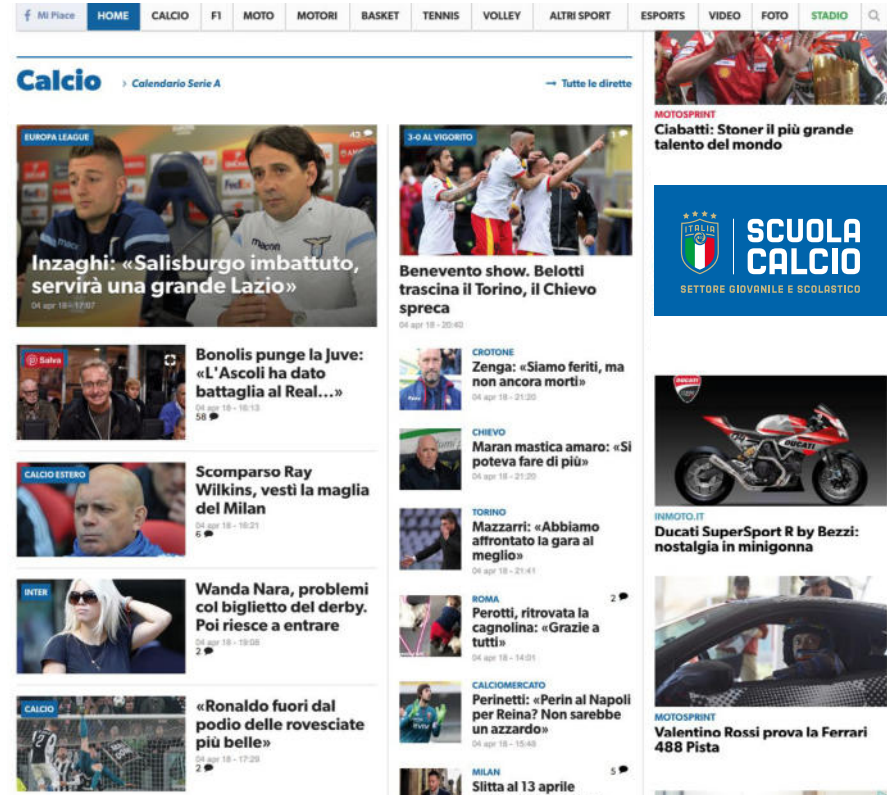 f Mi Piace HOME CALCIO F1 MOTO MOTORI BASKET TENNIS VOLLEY ALTRI SPORT ESPORTS VIDEO FOTO STADIO
Calcio › Calendario Serie A → Tutte le dirette
EUROPA LEAGUE
43
Inzaghi: «Salisburgo imbattuto,
servirà una grande Lazio»
04 apr 18 - 17:07
Salva
Bonolis punge la Juve:
«L'Ascoli ha dato
battaglia al Real...»
04 apr 18 - 16:13
58
CALCIO ESTERO
Scomparso Ray
Wilkins, vestì la maglia
del Milan
04 apr 18 - 16:21
6
INTER
Wanda Nara, problemi
col biglietto del derby.
Poi riesce a entrare
04 apr 18 - 19:08
2
CALCIO
«Ronaldo fuori dal
podio delle rovesciate
più belle»
04 apr 18 - 17:29
2
3-0 AL VIGORITO
Benevento show. Belotti
trascina il Torino, il Chievo
spreca
04 apr 18 - 20:40
CROTONE
Zenga: «Siamo feriti, ma
non ancora morti»
04 apr 18 - 21:20
CHIEVO
Maran mastica amaro: «Si
poteva fare di più»
04 apr 18 - 21:20
TORINO
Mazzarri: «Abbiamo
affrontato la gara al
meglio»
04 apr 18 - 21:41
ROMA 2
Perotti, ritrovata la
cagnolina: «Grazie a
tutti»
04 apr 18 - 14:01
CALCIOMERCATO
Perinetti: «Perin al Napoli
per Reina? Non sarebbe
un azzardo»
04 apr 18 - 15:48
MILAN 5
Slitta al 13 aprile
MOTOSPRINT
Ciabatti: Stoner il più grande
talento del mondo
ITALIA
SCUOLA
CALCIO
SETTORE GIOVANILE E SCOLASTICO
DUCATI
DUCATI
INMOTO.IT
Ducati SuperSport R by Bezzi:
nostalgia in minigonna
MOTOSPRINT
Valentino Rossi prova la Ferrari
488 Pista